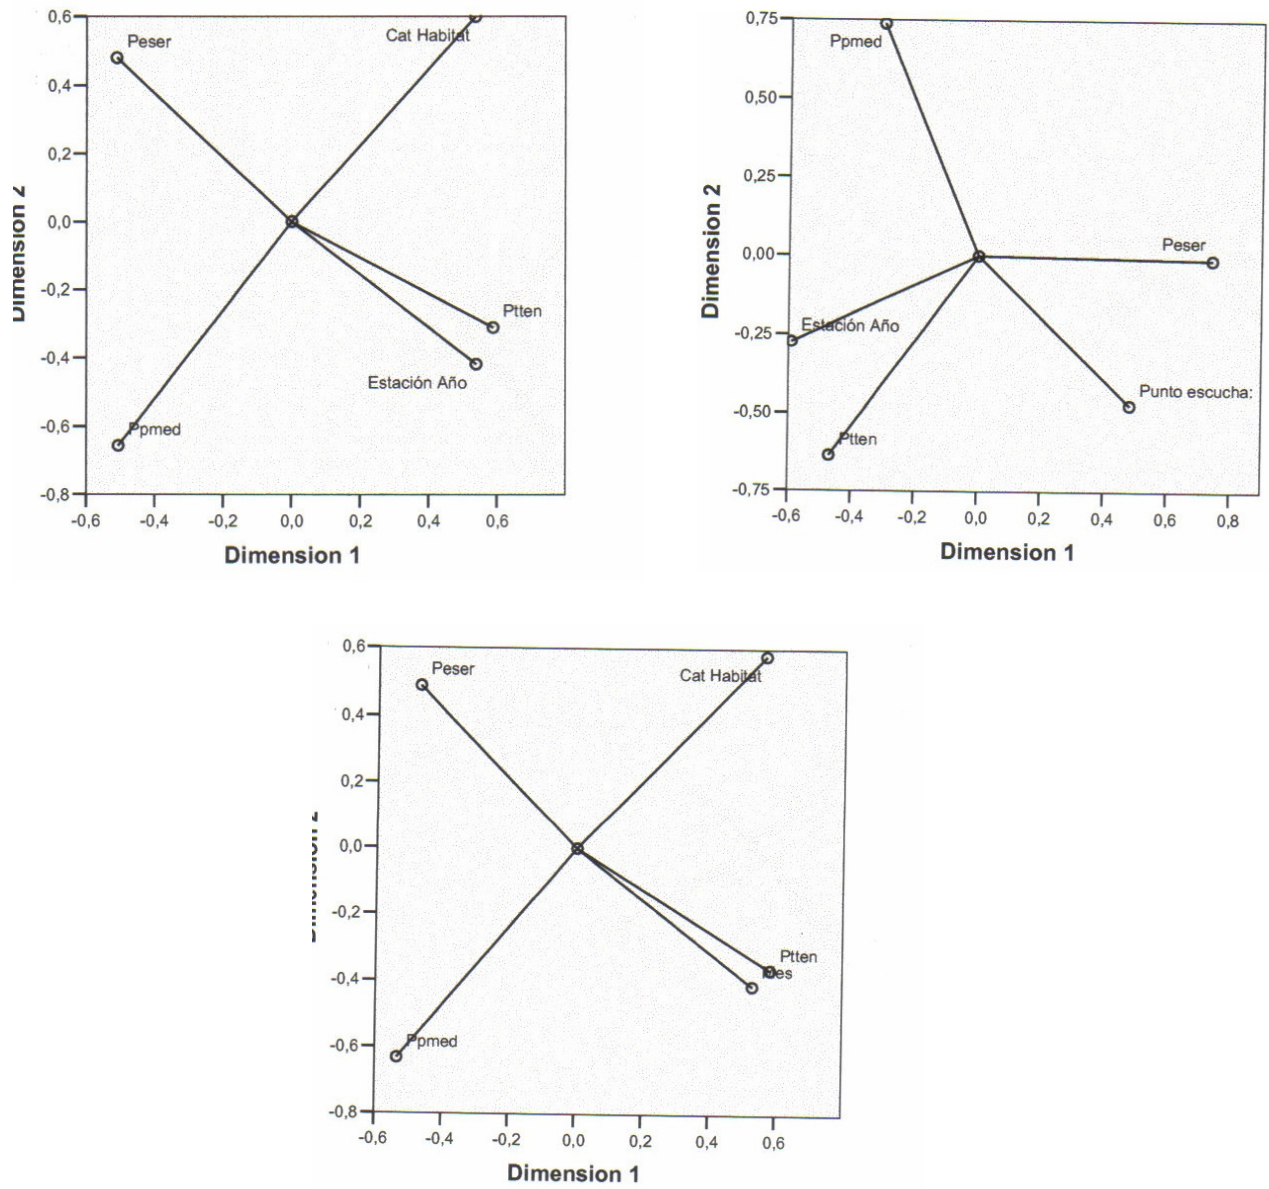 0,6
Cat Habitat
Peser
0,4
0,2
0,0
-0,2
Ptten
-0,4
Estación Año
-0,6
Ppmed
-0,8
-0,6 -0,4 -0,2 0,0 0,2 0,4 0,6
Dimension 1
Dimension 2
0,75
Ppmed
0,50
0,25
Peser
0,00
Estación Año
-0,25
Punto escucha:
-0,50
Ptten
-0,75
-0,6 -0,4 -0,2 0,0 0,2 0,4 0,6 0,8
Dimension 1
Dimension 2
0,6
Peser
Cat Habitat
0,4
0,2
0,0
-0,2
Ptten
Mes
-0,4
-0,6
Ppmed
-0,8
-0,6 -0,4 -0,2 0,0 0,2 0,4 0,6
Dimension 1